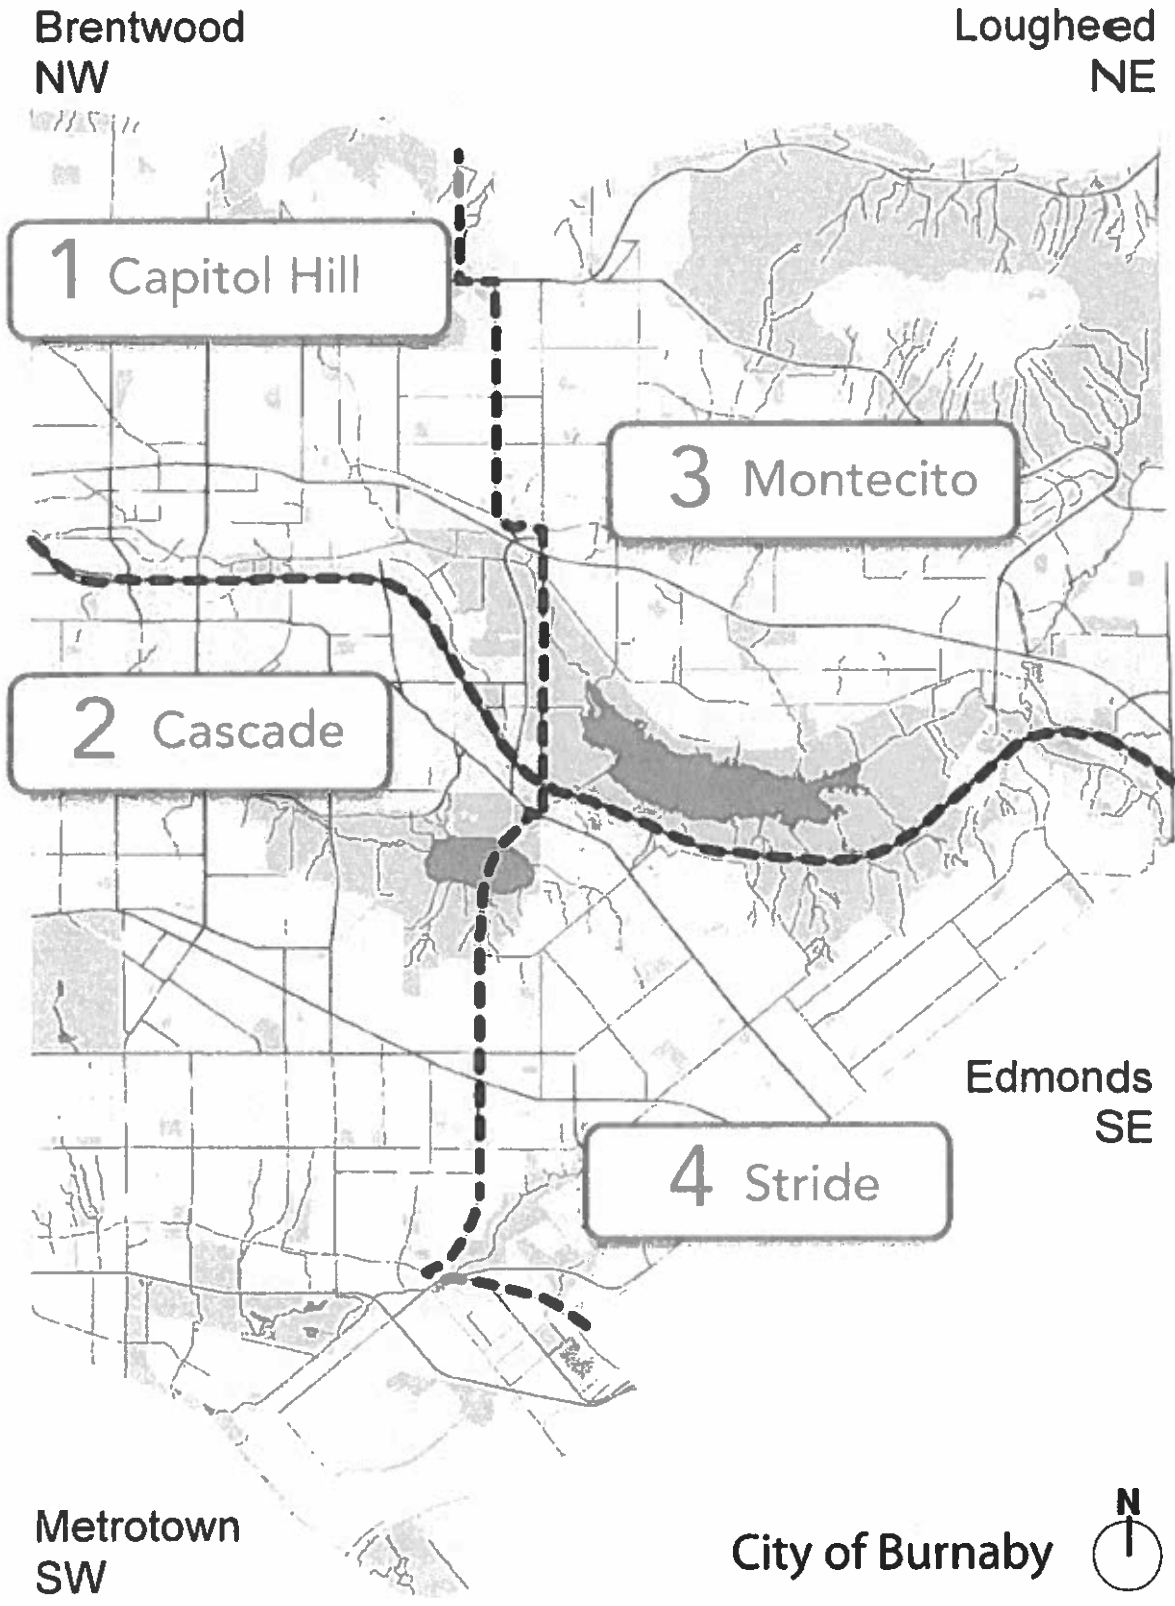 Brentwood
NW
Lougheed
NE
1 Capitol Hill
3 Montecito
2 Cascade
Edmonds
SE
4 Stride
Metrotown
SW
City of Burnaby
N